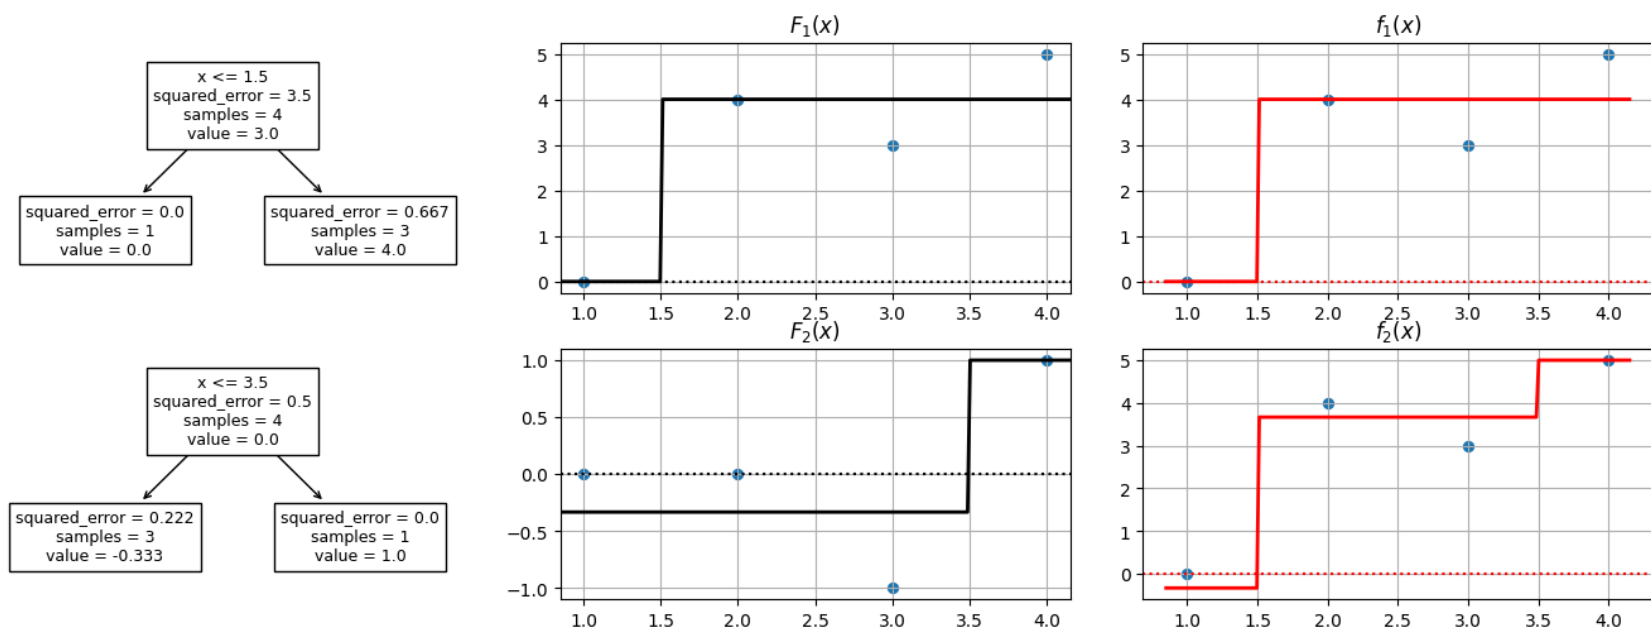 x <= 1.5
squared_error = 3.5
samples = 4
value = 3.0
squared_error = 0.0
samples = 1
value = 0.0
squared_error = 0.667
samples = 3
value = 4.0
F₁(x)
5
4
3
2
1
0
1.0 1.5 2.0 2.5 3.0 3.5 4.0
f₁(x)
5
4
3
2
1
0
1.0 1.5 2.0 2.5 3.0 3.5 4.0
x <= 3.5
squared_error = 0.5
samples = 4
value = 0.0
squared_error = 0.222
samples = 3
value = -0.333
squared_error = 0.0
samples = 1
value = 1.0
F₂(x)
1.0
0.5
0.0
−0.5
−1.0
1.0 1.5 2.0 2.5 3.0 3.5 4.0
f₂(x)
5
4
3
2
1
0
1.0 1.5 2.0 2.5 3.0 3.5 4.0